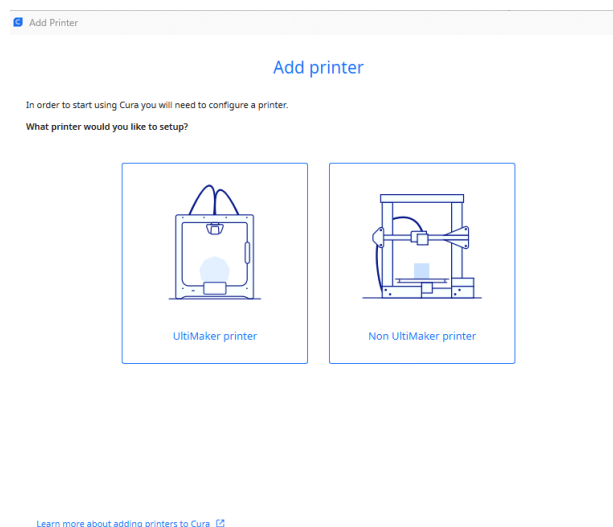 Add Printer
Add printer
In order to start using Cura you will need to configure a printer.
What printer would you like to setup?
UltiMaker printer
Non UltiMaker printer
Learn more about adding printers to Cura